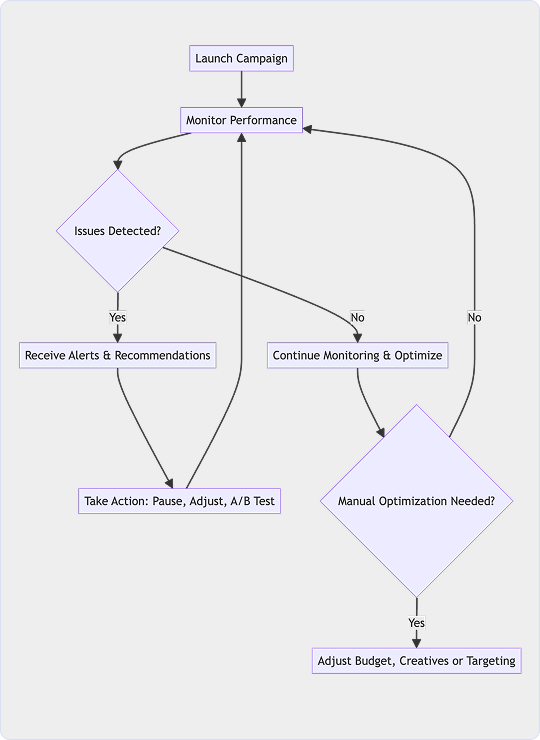 Launch Campaign
Monitor Performance
Issues Detected?
Yes
No
No
Receive Alerts & Recommendations
Continue Monitoring & Optimize
Take Action: Pause, Adjust, A/B Test
Manual Optimization Needed?
Yes
Adjust Budget, Creatives or Targeting